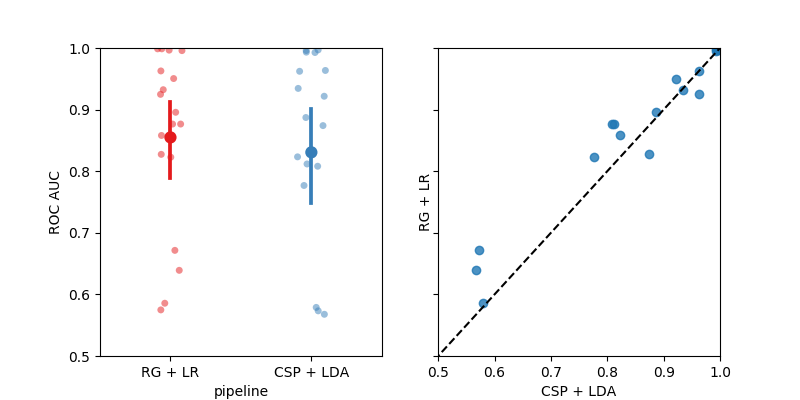 1.0
0.9
0.8
0.7
0.6
0.5
ROC AUC
RG + LR
CSP + LDA
pipeline
RG + LR
0.5
0.6
0.7
0.8
0.9
1.0
CSP + LDA